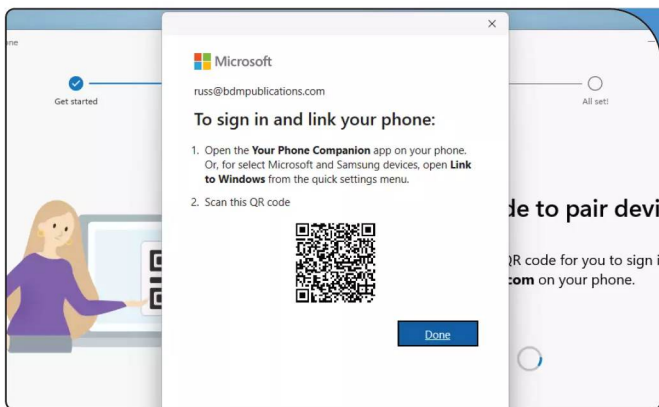 ne
Microsoft
russ@bdmpublications.com
Get started
All set!
To sign in and link your phone:
1. Open the Your Phone Companion app on your phone.
Or, for select Microsoft and Samsung devices, open Link
to Windows from the quick settings menu.
2. Scan this QR code
de to pair devi
QR code for you to sign i
com on your phone.
Done